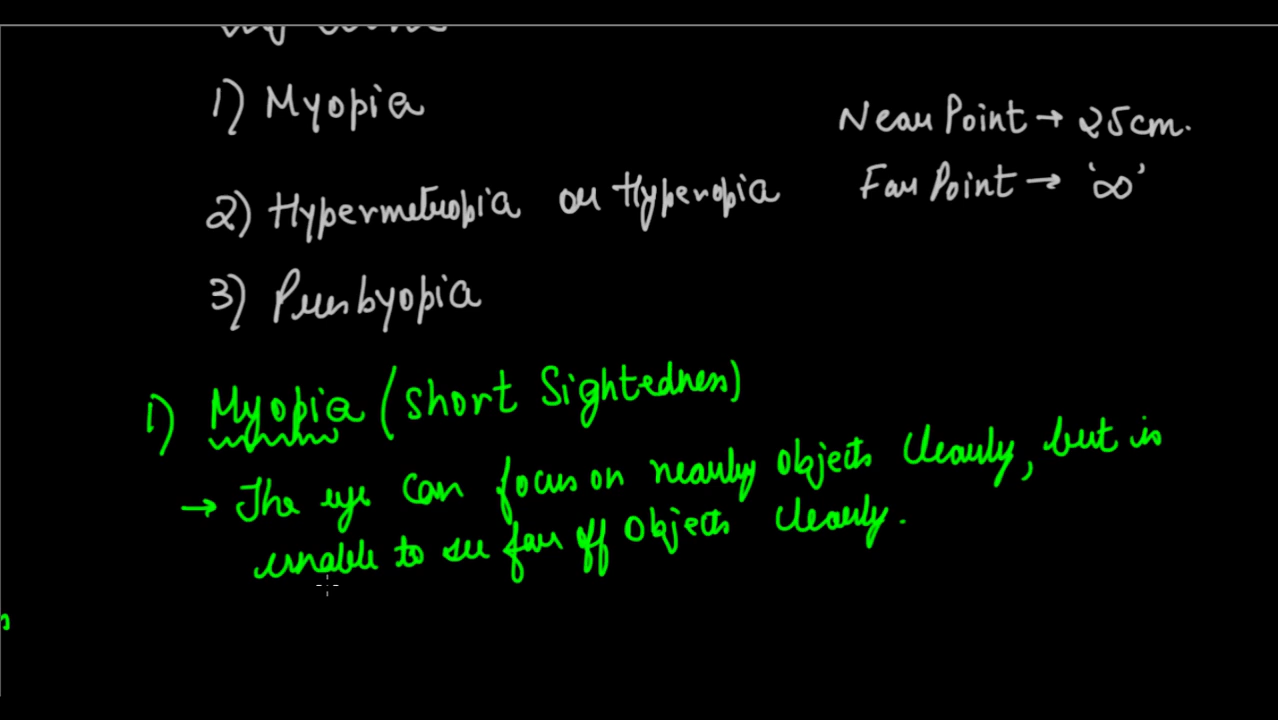 1) Myopia
Near Point → 25cm.
2) Hypermetropia or Hyperopia
Far Point → '∞'
3) Presbyopia
1) Myopia (Short Sightedness)
→ The eye can focus on nearby objects clearly, but is
unable to see far off objects clearly.